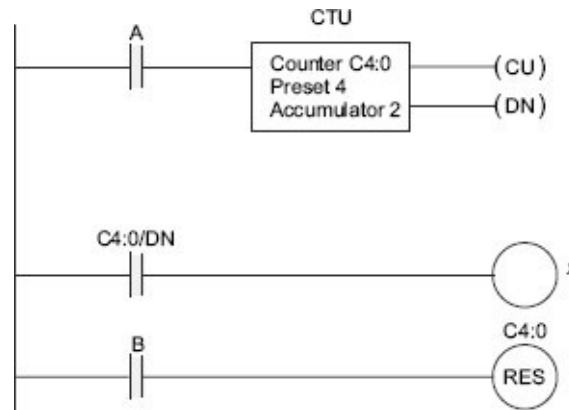 CTU
A
Counter C4:0
Preset 4
Accumulator 2
(CU)
(DN)
C4:0/DN
B
C4:0
RES